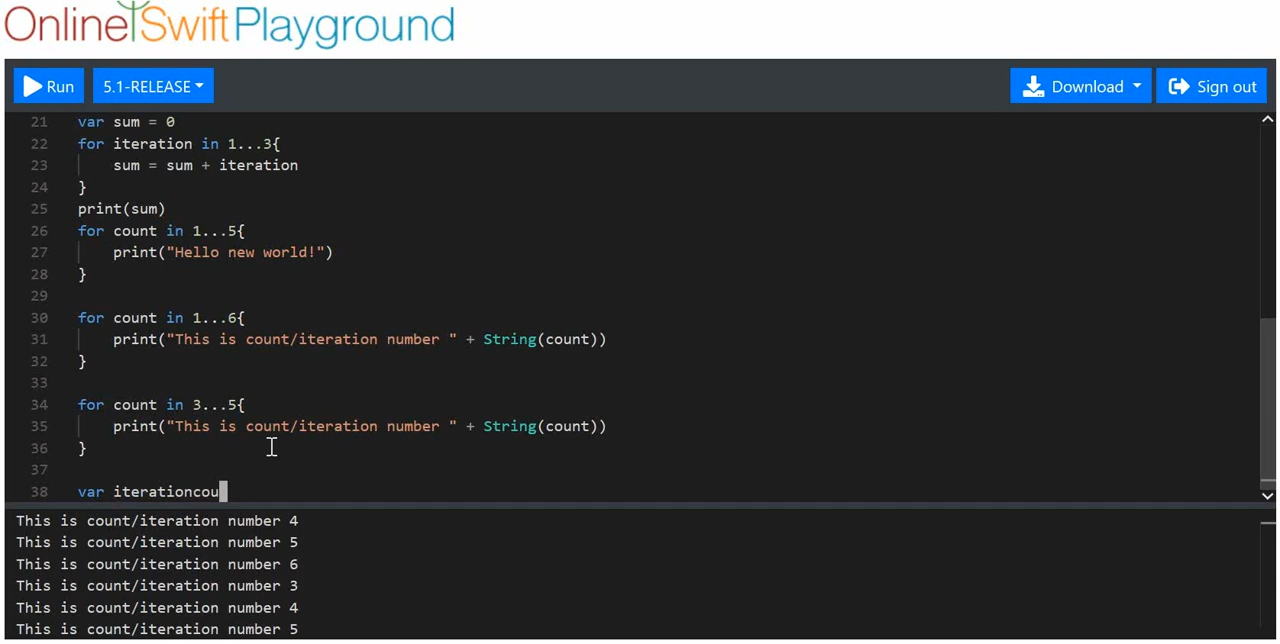 Online Swift Playground
Run 5.1-RELEASE Download Sign out
21 var sum = 0
22 for iteration in 1...3{
23 sum = sum + iteration
24 }
25 print(sum)
26 for count in 1...5{
27 print("Hello new world!")
28 }
29
30 for count in 1...6{
31 print("This is count/iteration number " + String(count))
32 }
33
34 for count in 3...5{
35 print("This is count/iteration number " + String(count))
36 }
37
38 var iterationcou
This is count/iteration number 4
This is count/iteration number 5
This is count/iteration number 6
This is count/iteration number 3
This is count/iteration number 4
This is count/iteration number 5